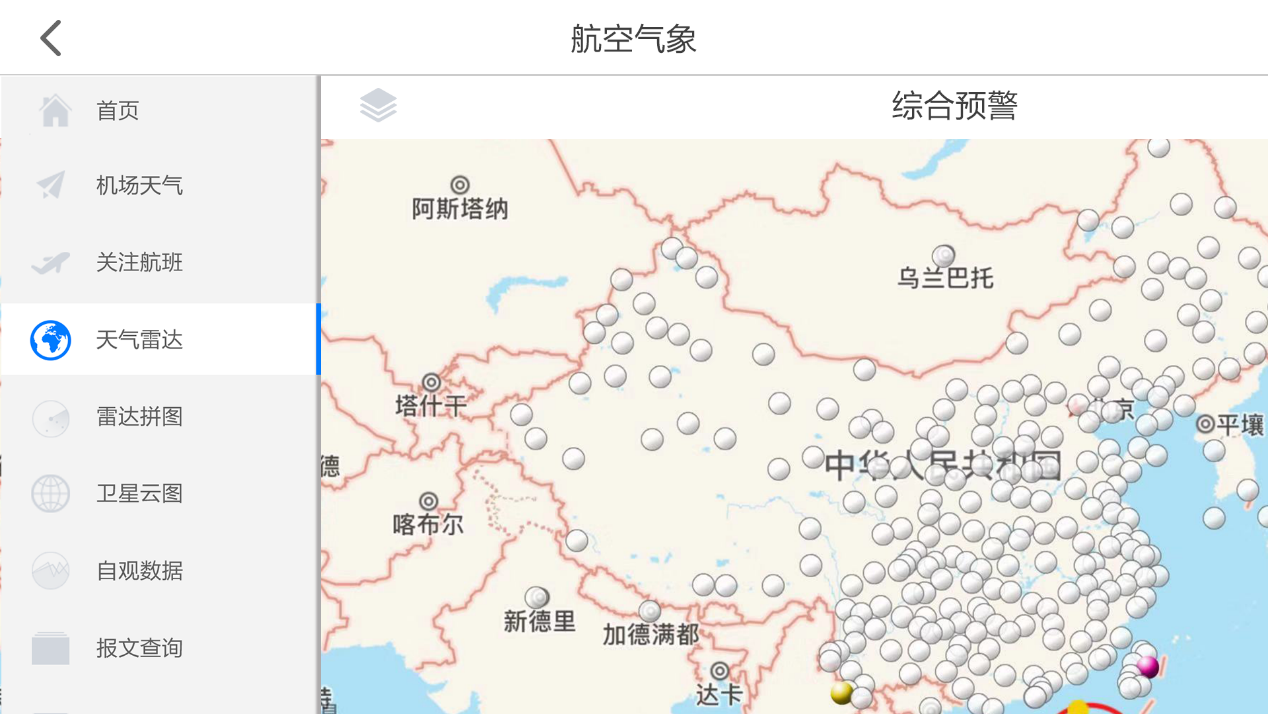 航空气象
首页
机场天气
关注航班
天气雷达
雷达拼图
卫星云图
自观数据
报文查询
综合预警
阿斯塔纳
乌兰巴托
塔什干
北京
平壤
德
中华人民共和国
喀布尔
新德里
加德满都
达卡